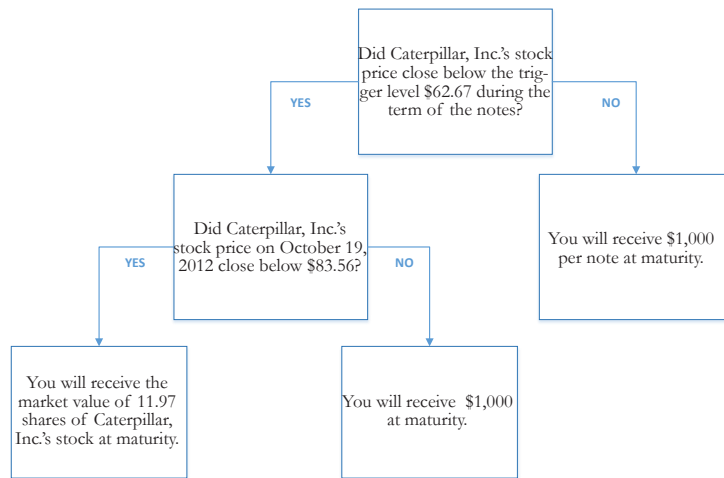 Did Caterpillar, Inc.'s stock
price close below the trig-
ger level $62.67 during the
term of the notes?
YES
NO
Did Caterpillar, Inc.'s
stock price on October 19,
2012 close below $83.56?
You will receive $1,000
per note at maturity.
YES
NO
You will receive the
market value of 11.97
shares of Caterpillar,
Inc.'s stock at maturity.
You will receive  $1,000
at maturity.